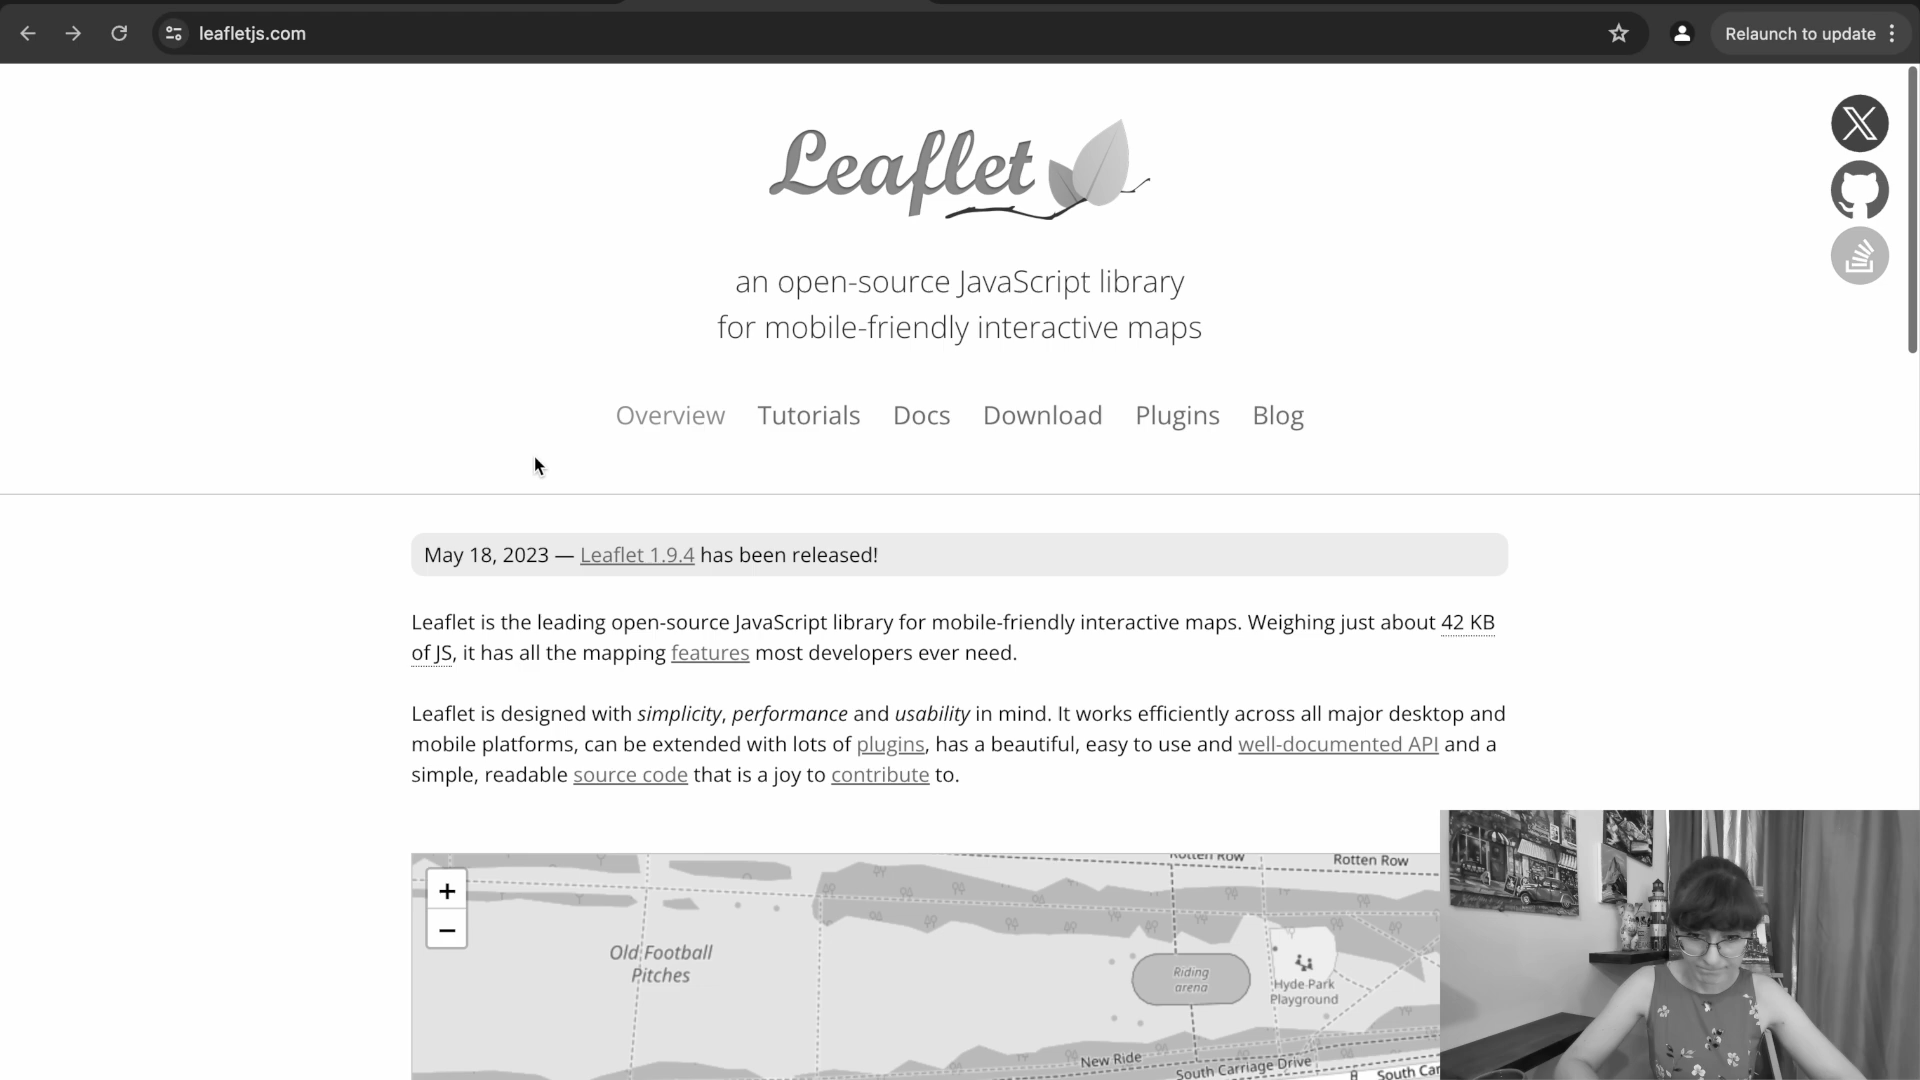 leafletjs.com
Relaunch to update
Leaflet
an open-source JavaScript library
for mobile-friendly interactive maps
Overview Tutorials Docs Download Plugins Blog
May 18, 2023 — Leaflet 1.9.4 has been released!
Leaflet is the leading open-source JavaScript library for mobile-friendly interactive maps. Weighing just about 42 KB
of JS, it has all the mapping features most developers ever need.
Leaflet is designed with simplicity, performance and usability in mind. It works efficiently across all major desktop and
mobile platforms, can be extended with lots of plugins, has a beautiful, easy to use and well-documented API and a
simple, readable source code that is a joy to contribute to.
+
−
Rotten Row
Rotten Row
Old Football
Pitches
Riding
arena
Hyde Park
Playground
New Ride
South Carriage Drive
South Car